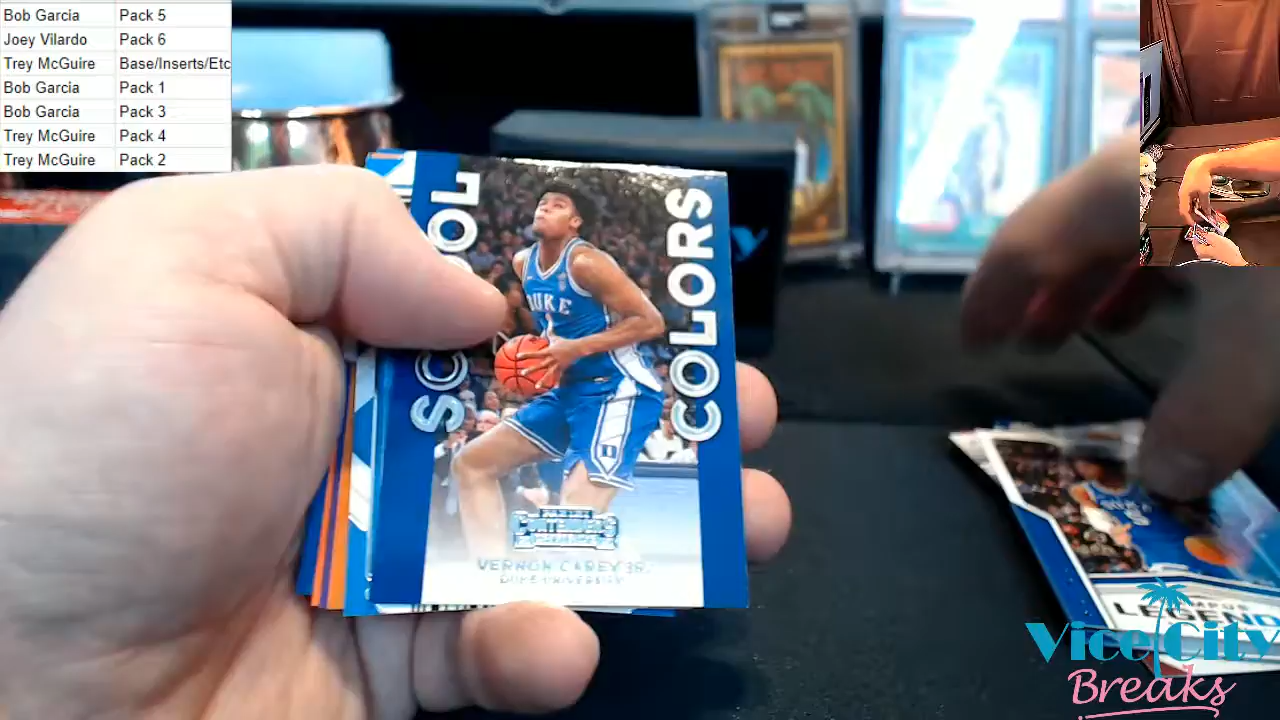 Bob Garcia Pack 5
Joey Vilardo Pack 6
Trey McGuire Base/Inserts/Etc
Bob Garcia Pack 1
Bob Garcia Pack 3
Trey McGuire Pack 4
Trey McGuire Pack 2
COLORS
DUKE
CONTENDERS
VERNON CAREY JR.
DUKE UNIVERSITY
LEGEND
Vice City
Breaks